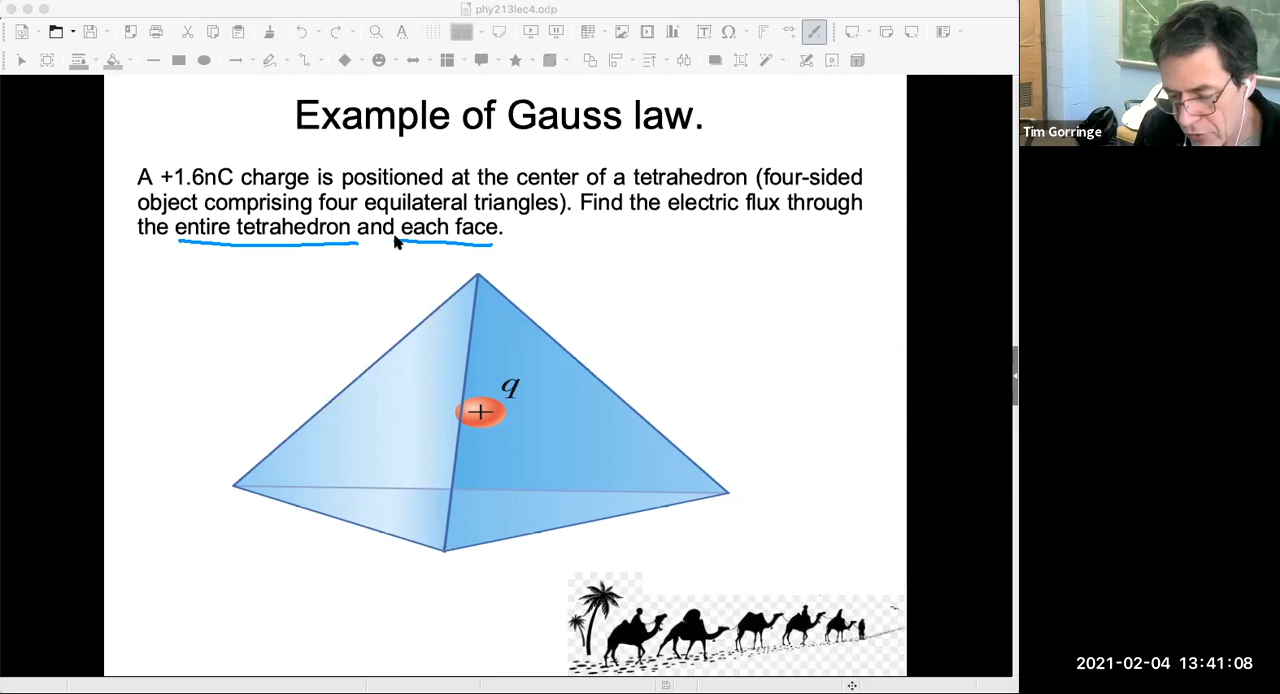 phy213lec4.odp
Tim Gorringe
Example of Gauss law.
A +1.6nC charge is positioned at the center of a tetrahedron (four-sided
object comprising four equilateral triangles). Find the electric flux through
the entire tetrahedron and each face.
q
+
2021-02-04 13:41:08